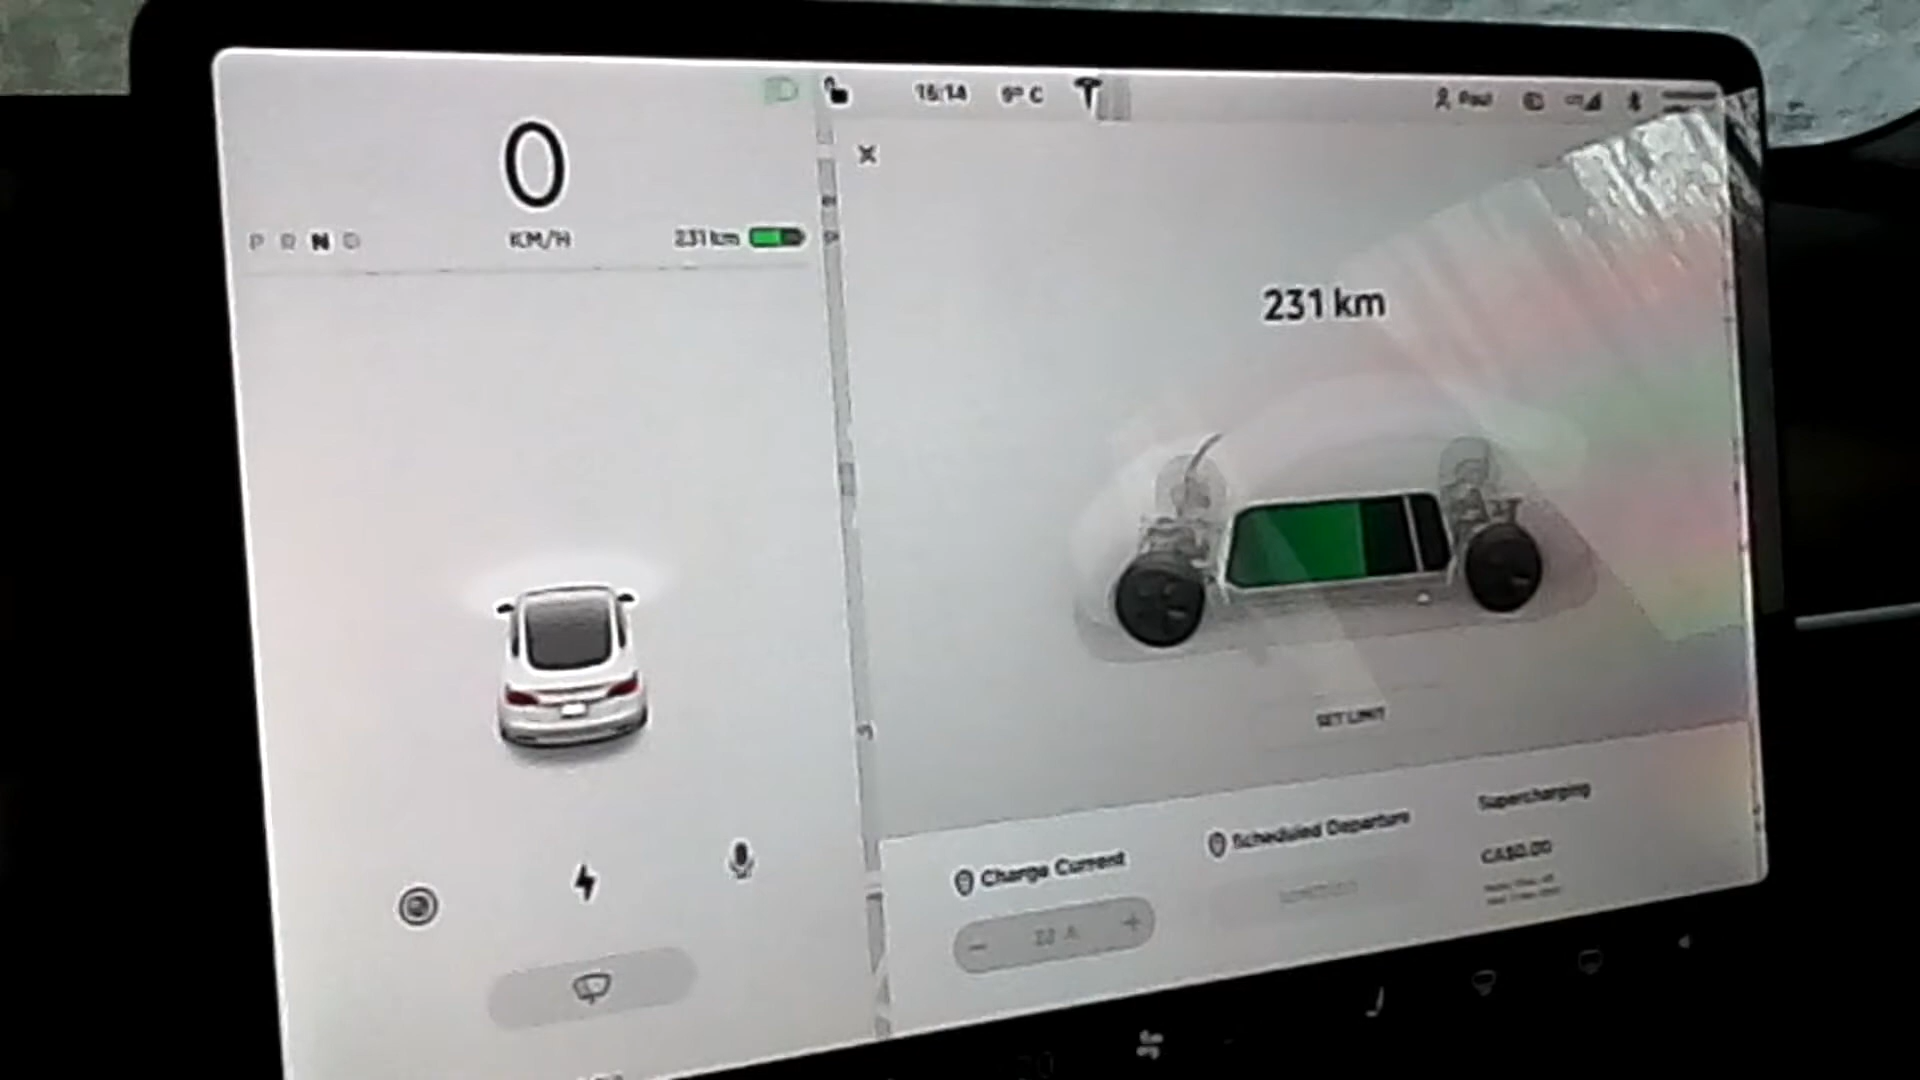 0
KM/H
P R N D
231 km
16:14
9°C
Paul
231 km
SET LIMIT
Charge Current
32 A
Scheduled Departure
Supercharging
CA$0.00